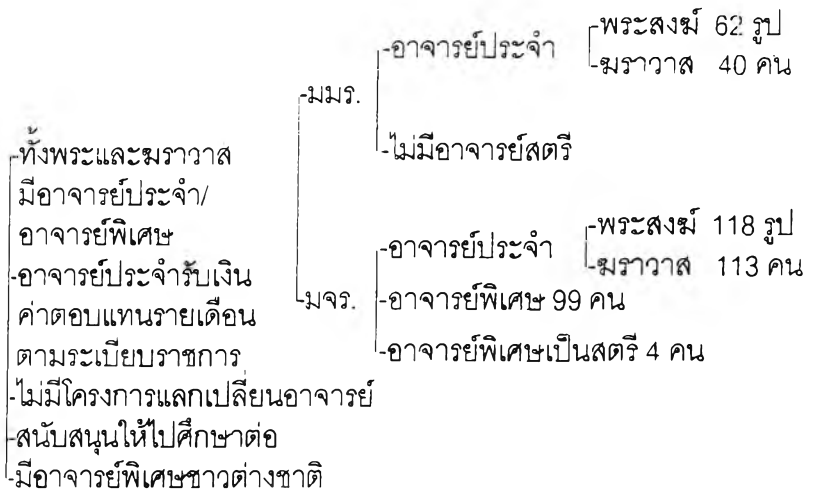 -ทั้งพระและฆราวาส
มีอาจารย์ประจำ/
อาจารย์พิเศษ
-อาจารย์ประจำรับเงิน
ค่าตอบแทนรายเดือน
ตามระเบียบราชการ
-ไม่มีโครงการแลกเปลี่ยนอาจารย์
-สนับสนุนให้ไปศึกษาต่อ
-มีอาจารย์พิเศษชาวต่างชาติ
-มมร.
-อาจารย์ประจำ
-พระสงฆ์ 62 รูป
-ฆราวาส 40 คน
-ไม่มีอาจารย์สตรี
-มจร.
-อาจารย์ประจำ
-พระสงฆ์ 118 รูป
-ฆราวาส 113 คน
-อาจารย์พิเศษ 99 คน
-อาจารย์พิเศษเป็นสตรี 4 คน